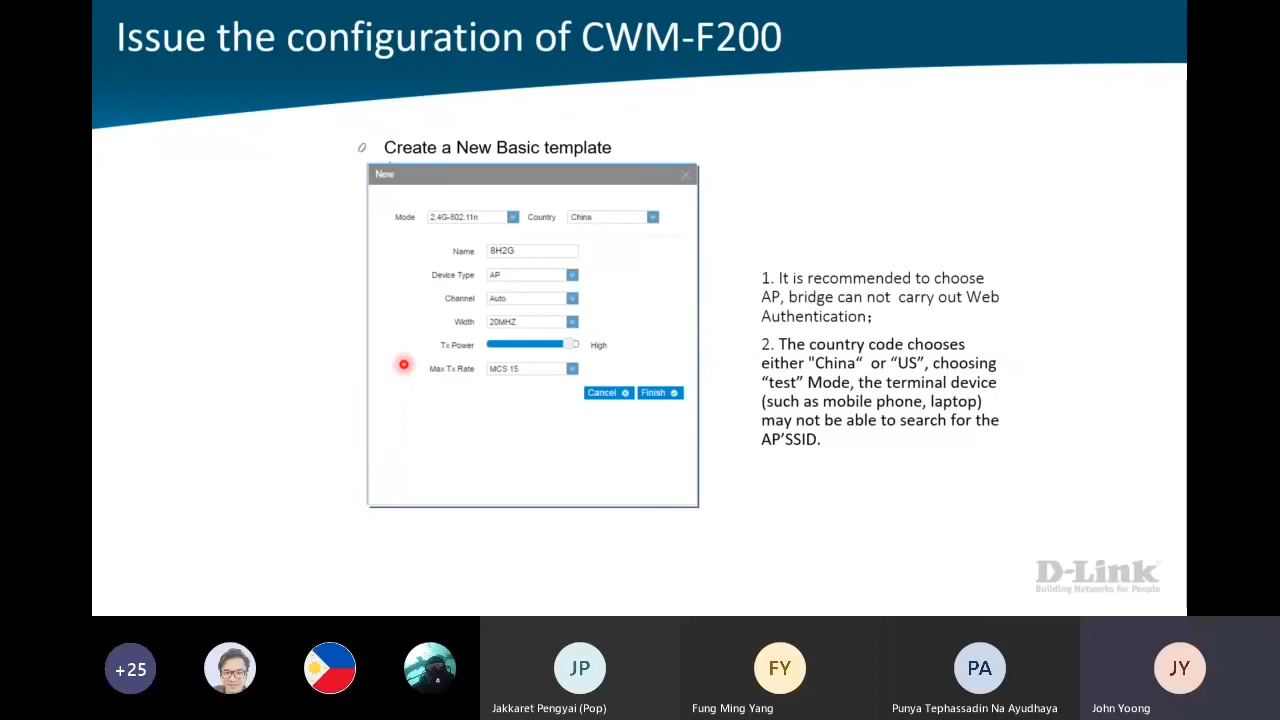 Issue the configuration of CWM-F200
Create a New Basic template
New
Mode 2.4G-802.11n Country China
Name 8H2G
Device Type AP
Channel Auto
Width 20MHZ
Tx Power High
Max Tx Rate MCS 15
Cancel Finish
1. It is recommended to choose
AP, bridge can not carry out Web
Authentication;
2. The country code chooses
either "China“ or “US”, choosing
“test” Mode, the terminal device
(such as mobile phone, laptop)
may not be able to search for the
AP’SSID.
D-Link
Building Networks for People
+25
JP
FY
PA
JY
Jakkaret Pengyai (Pop)
Fung Ming Yang
Punya Tephassadin Na Ayudhaya
John Yoong